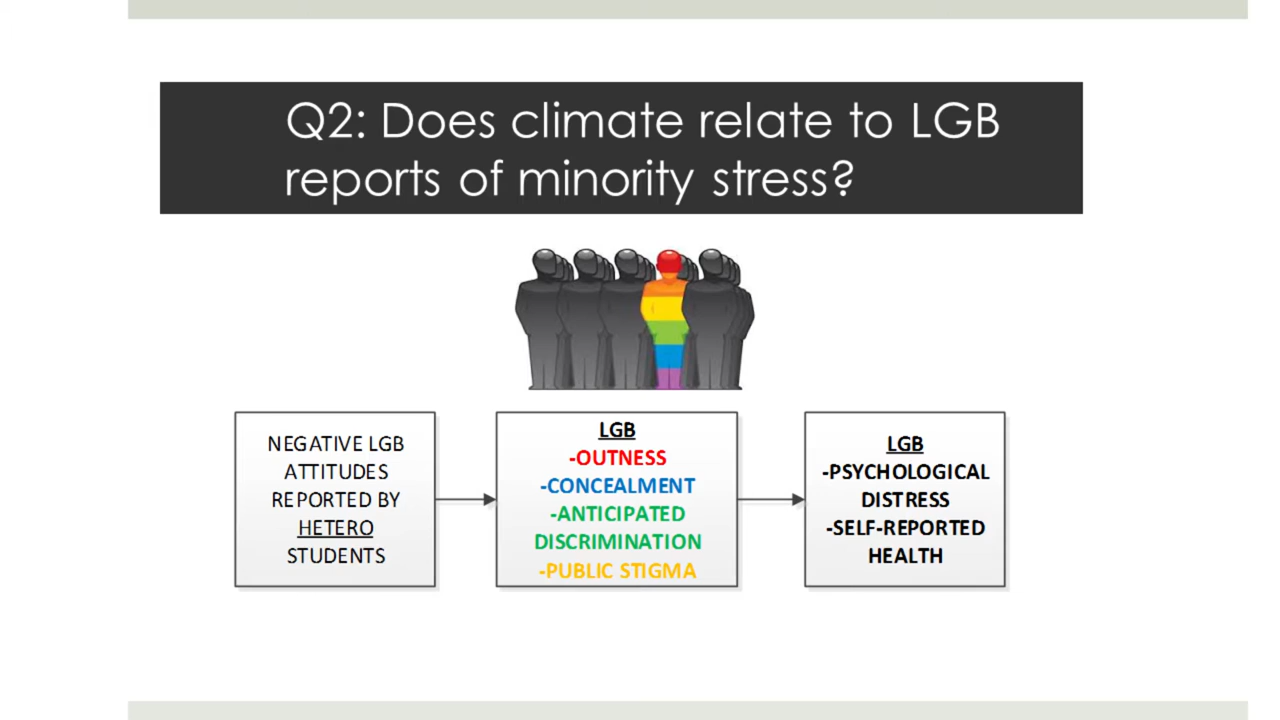 Q2: Does climate relate to LGB
reports of minority stress?
NEGATIVE LGB
ATTITUDES
REPORTED BY
HETERO
STUDENTS
LGB
-OUTNESS
-CONCEALMENT
-ANTICIPATED
DISCRIMINATION
-PUBLIC STIGMA
LGB
-PSYCHOLOGICAL
DISTRESS
-SELF-REPORTED
HEALTH